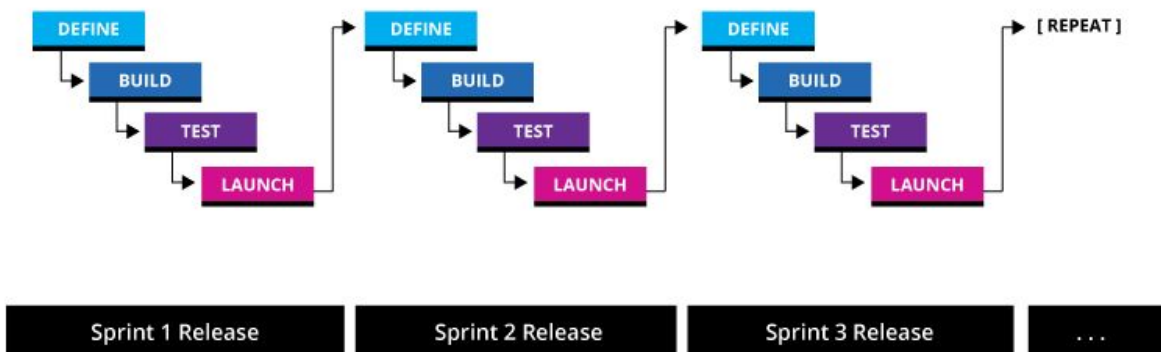 DEFINE
BUILD
TEST
LAUNCH
DEFINE
BUILD
TEST
LAUNCH
DEFINE
BUILD
TEST
LAUNCH
[ REPEAT ]
Sprint 1 Release
Sprint 2 Release
Sprint 3 Release
. . .